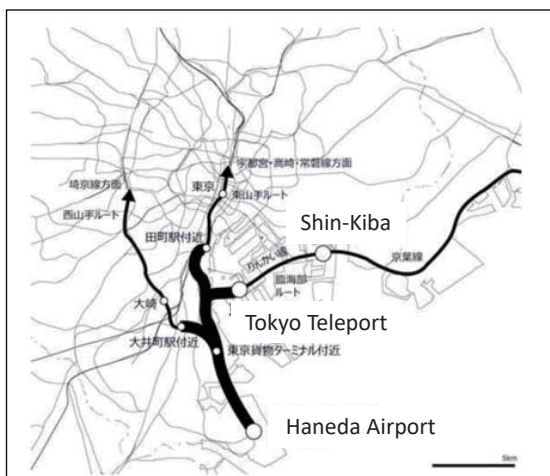 宇都宮・高崎・常磐線方面
埼京線方面
東京
東山手ルート
西山手ルート
Shin-Kiba
田町駅付近
りんかい線
京葉線
臨海部
ルート
大崎
Tokyo Teleport
大井町駅付近
東京貨物ターミナル付近
Haneda Airport
5km